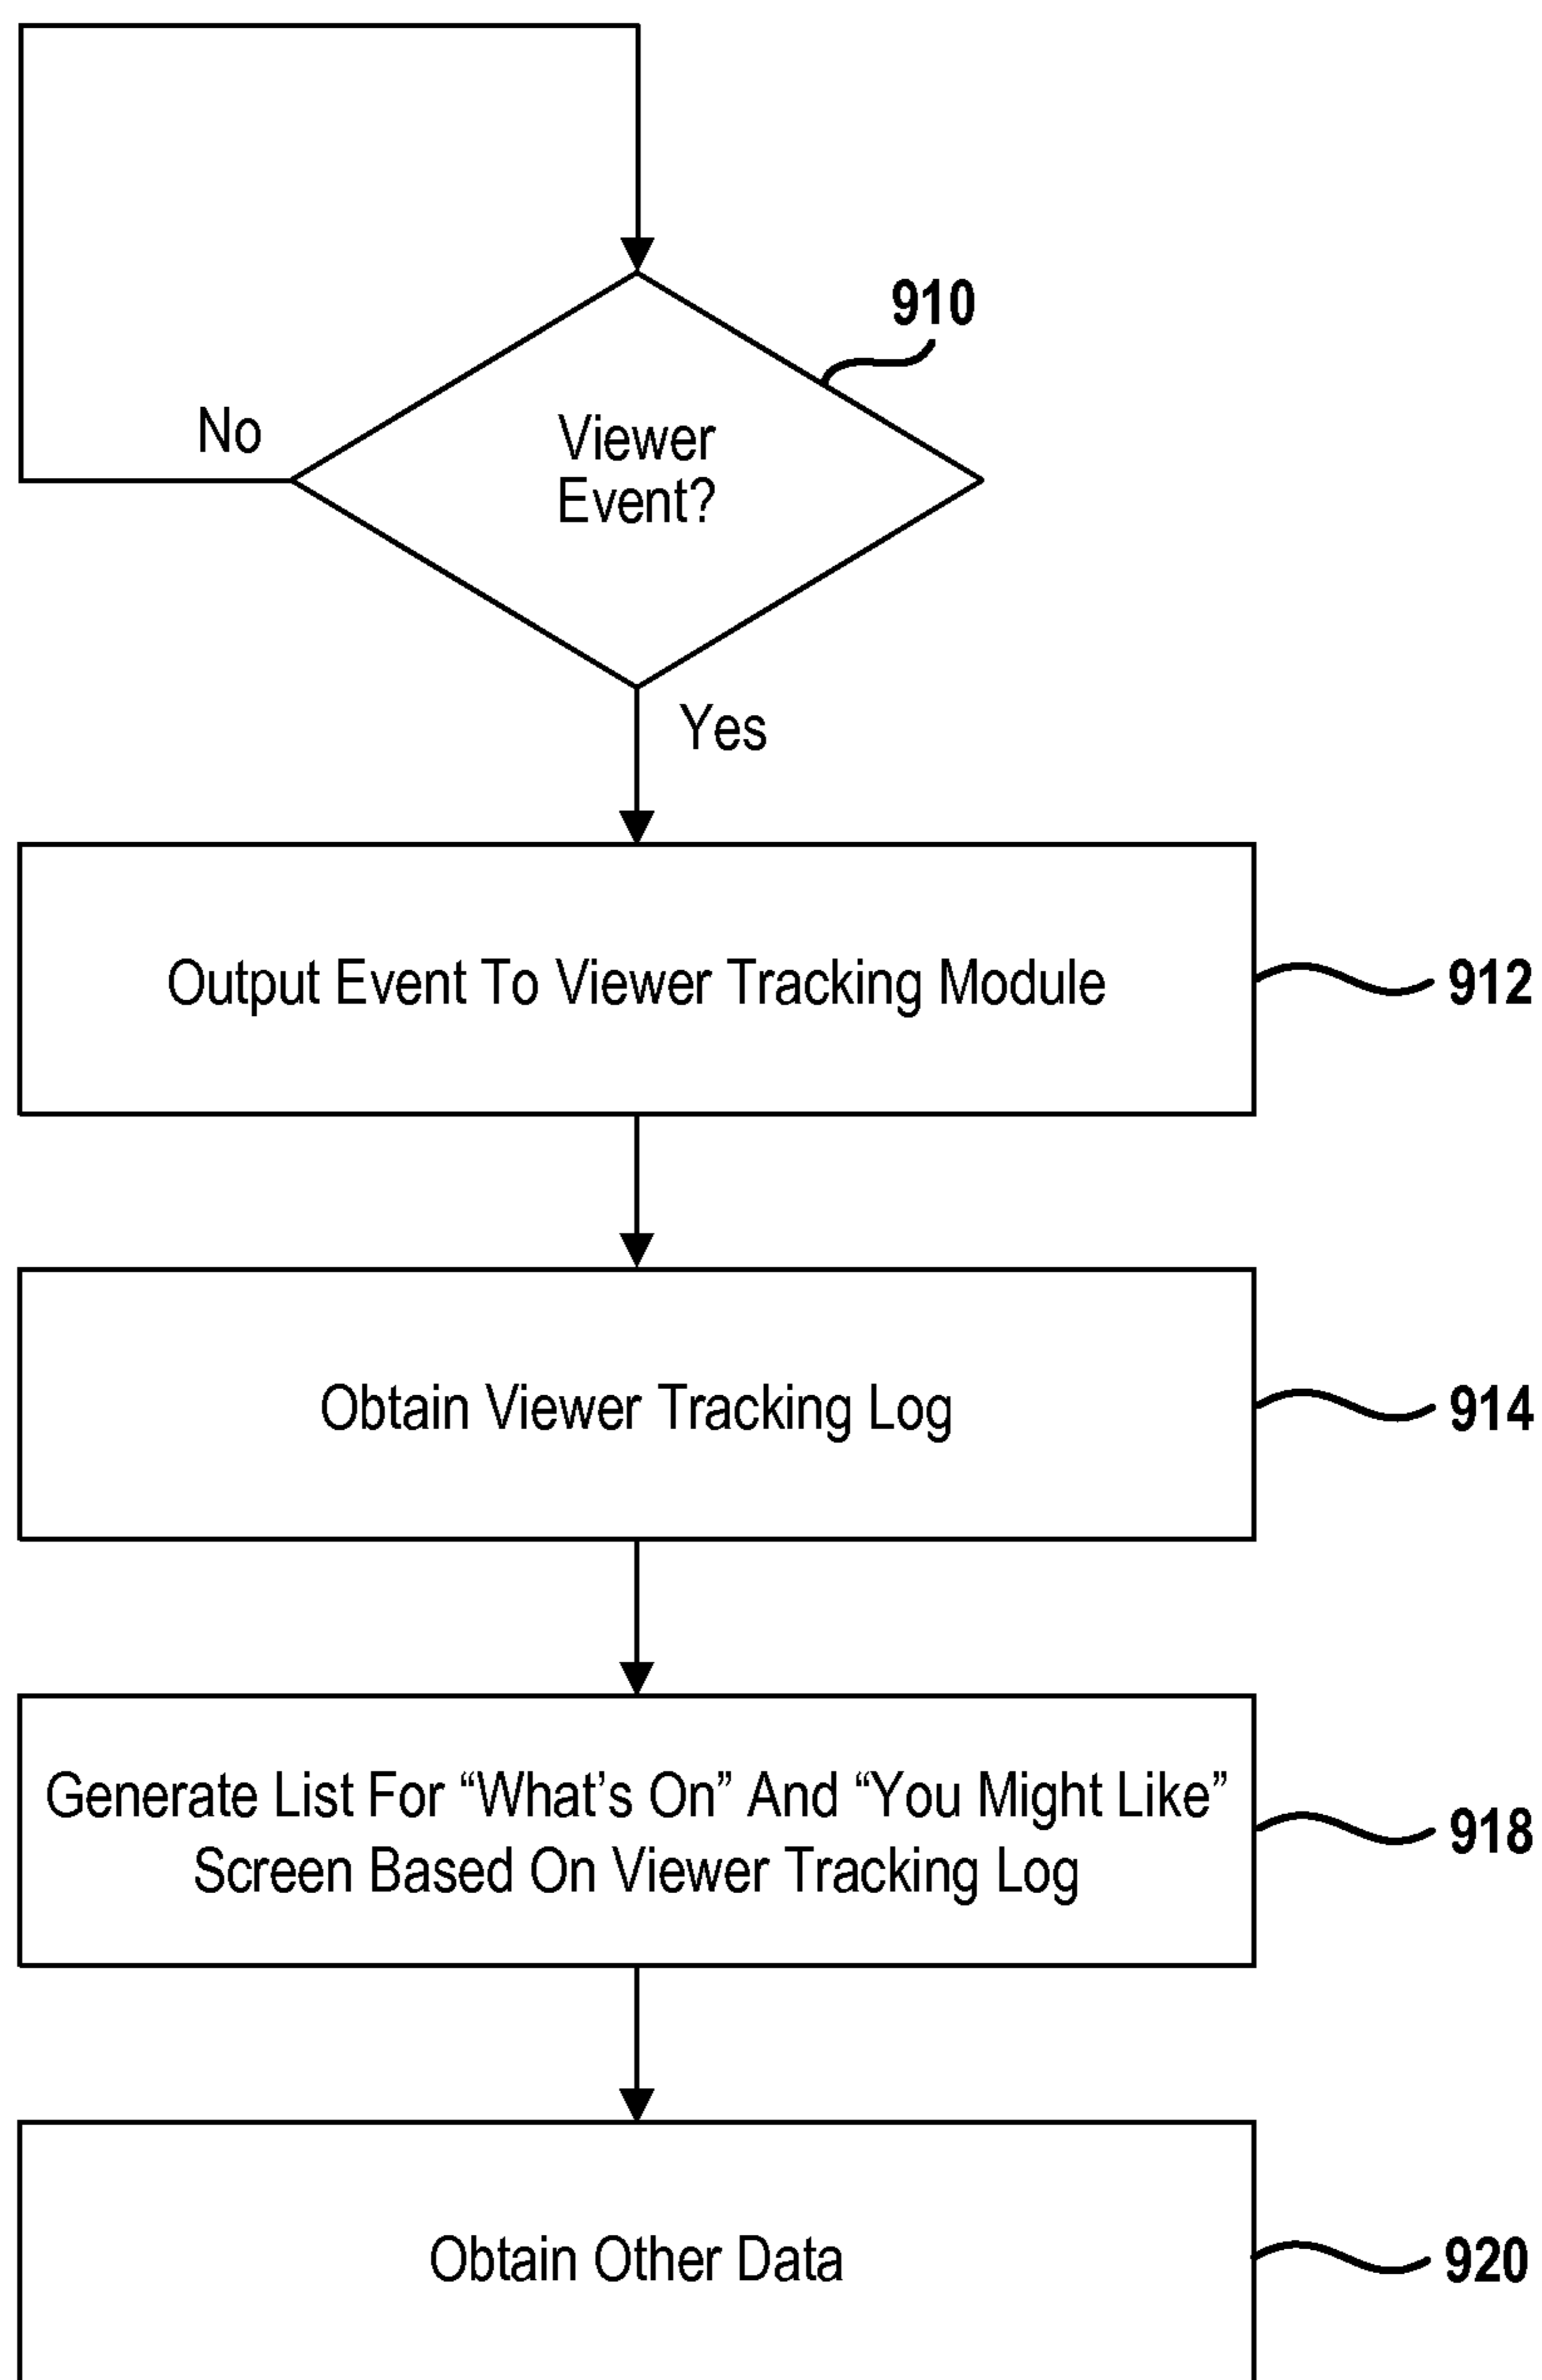 910
No
Viewer
Event?
Yes
Output Event To Viewer Tracking Module
912
Obtain Viewer Tracking Log
914
Generate List For “What’s On” And “You Might Like”
Screen Based On Viewer Tracking Log
918
Obtain Other Data
920